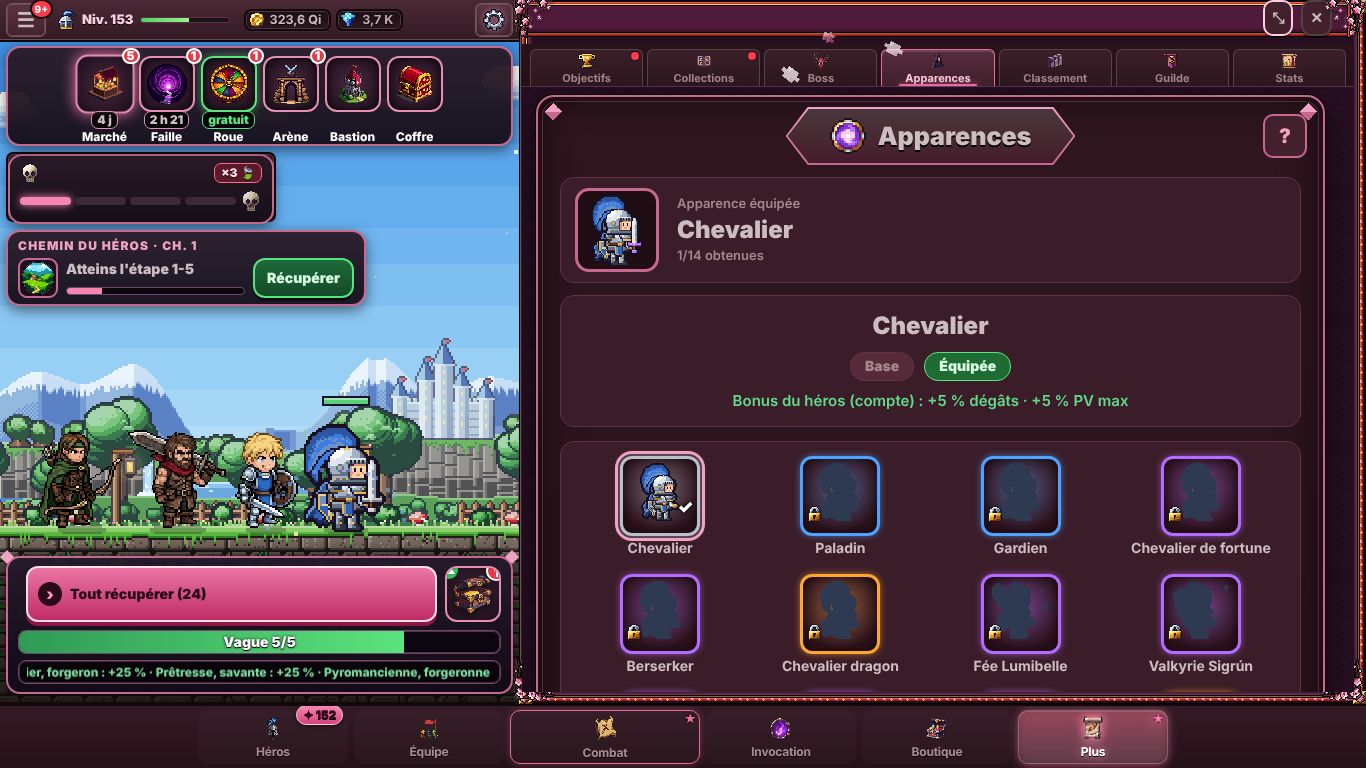 9+
Niv. 153
323,6 Qi
3,7 K
5
1
1
1
4 j
2 h 21
gratuit
Marché
Faille
Roue
Arène
Bastion
Coffre
×3
CHEMIN DU HÉROS · CH. 1
Atteins l'étape 1-5
Récupérer
Tout récupérer (24)
Vague 5/5
ier, forgeron : +25 % · Prêtresse, savante : +25 % · Pyromancienne, forgeronne
Objectifs
Collections
Boss
Apparences
Classement
Guilde
Stats
Apparences
?
Apparence équipée
Chevalier
1/14 obtenues
Chevalier
Base
Équipée
Bonus du héros (compte) : +5 % dégâts · +5 % PV max
Chevalier
Paladin
Gardien
Chevalier de fortune
Berserker
Chevalier dragon
Fée Lumibelle
Valkyrie Sigrún
152
Héros
Équipe
Combat
Invocation
Boutique
Plus